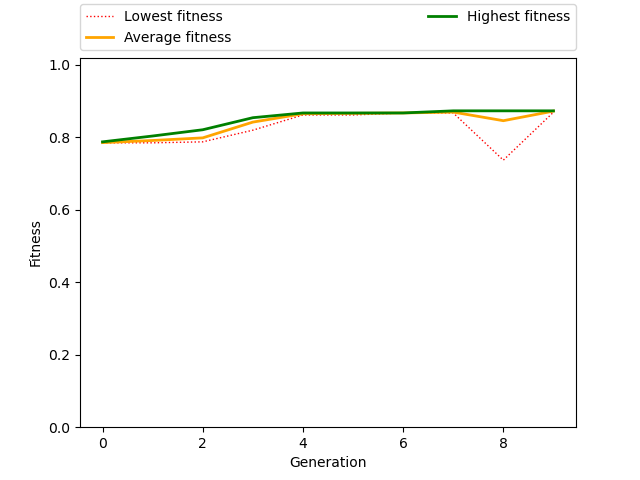 Lowest fitness
Average fitness
Highest fitness
1.0
0.8
0.6
0.4
0.2
0.0
Fitness
0 2 4 6 8
Generation